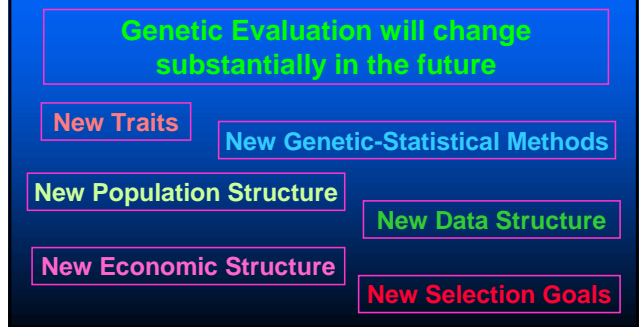 Genetic Evaluation will change
substantially in the future
New Traits
New Genetic-Statistical Methods
New Population Structure
New Data Structure
New Economic Structure
New Selection Goals